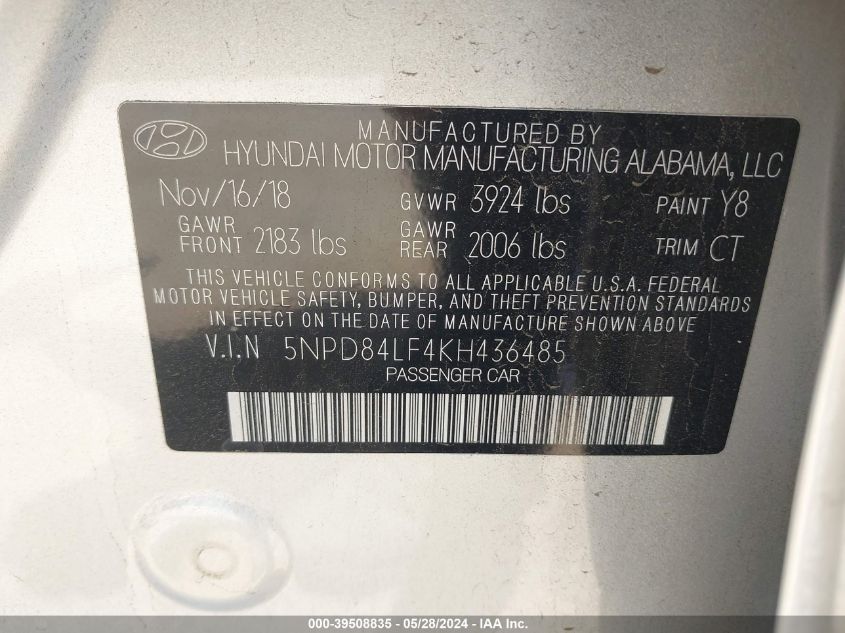 MANUFACTURED BY
HYUNDAI MOTOR MANUFACTURING ALABAMA, LLC
Nov/16/18 GVWR 3924 lbs PAINT Y8
GAWR FRONT 2183 lbs GAWR REAR 2006 lbs TRIM CT
THIS VEHICLE CONFORMS TO ALL APPLICABLE U.S.A. FEDERAL
MOTOR VEHICLE SAFETY, BUMPER, AND THEFT PREVENTION STANDARDS
IN EFFECT ON THE DATE OF MANUFACTURE SHOWN ABOVE
V.I.N 5NPD84LF4KH436485
PASSENGER CAR
000-39508835 - 05/28/2024 - IAA Inc.